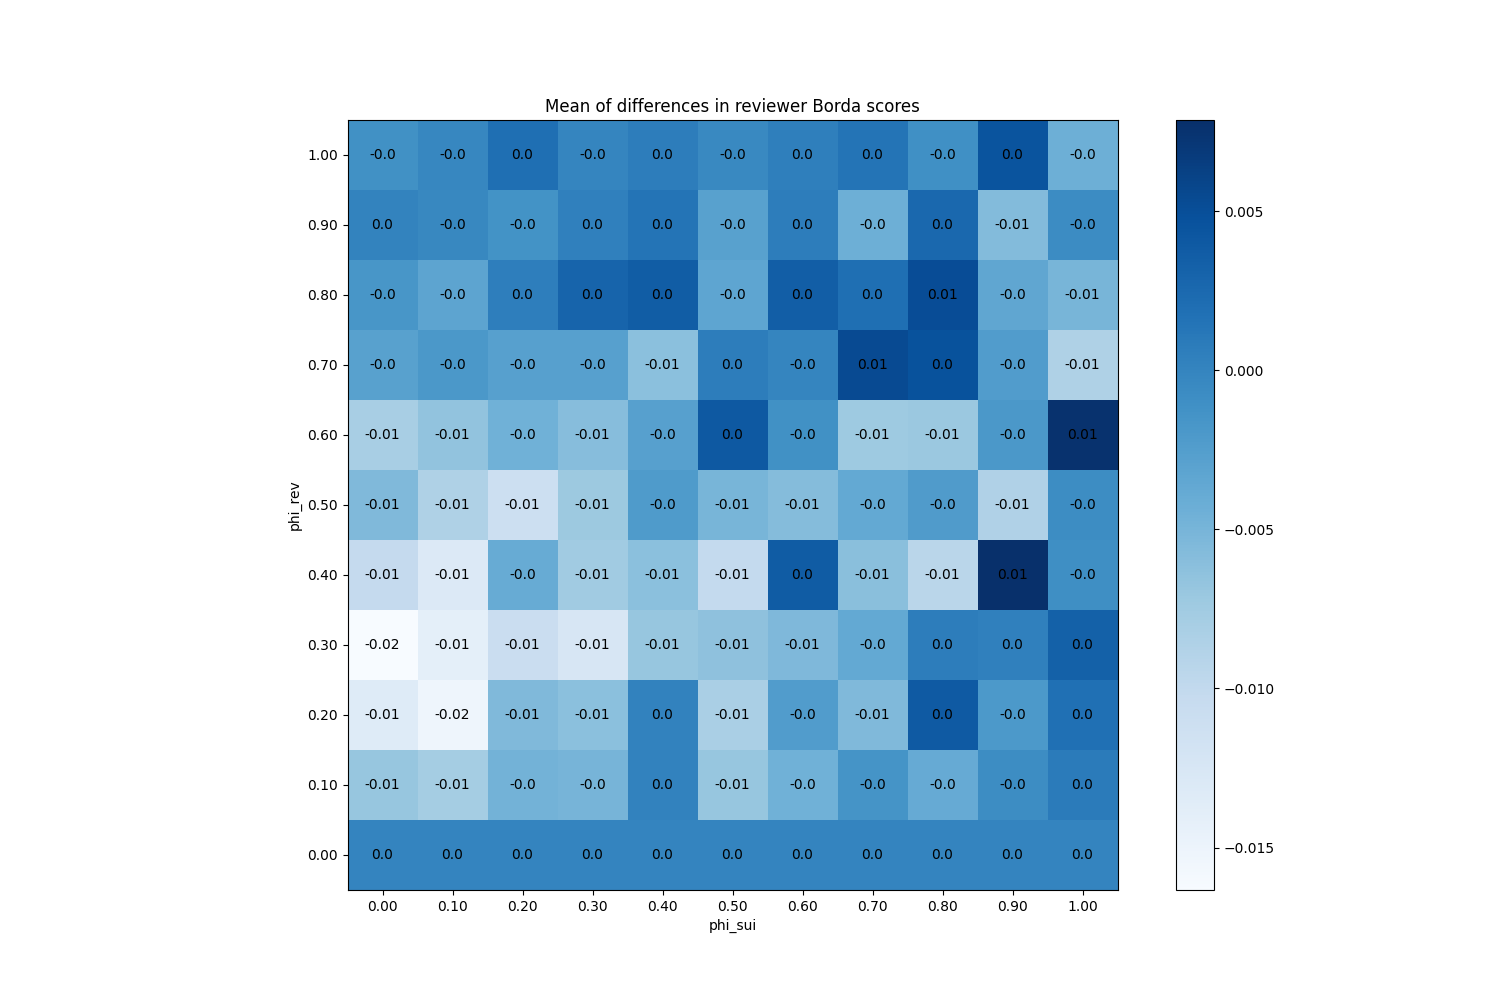 Mean of differences in reviewer Borda scores
1.00 -0.0 -0.0 0.0 -0.0 0.0 -0.0 0.0 0.0 -0.0 0.0 -0.0
0.90 0.0 -0.0 -0.0 0.0 0.0 -0.0 0.0 -0.0 0.0 -0.01 -0.0
0.80 -0.0 -0.0 0.0 0.0 0.0 -0.0 0.0 0.0 0.01 -0.0 -0.01
0.70 -0.0 -0.0 -0.0 -0.0 -0.01 0.0 -0.0 0.01 0.0 -0.0 -0.01
0.60 -0.01 -0.01 -0.0 -0.01 -0.0 0.0 -0.0 -0.01 -0.01 -0.0 0.01
0.50 -0.01 -0.01 -0.01 -0.01 -0.0 -0.01 -0.01 -0.0 -0.0 -0.01 -0.0
0.40 -0.01 -0.01 -0.0 -0.01 -0.01 -0.01 0.0 -0.01 -0.01 0.01 -0.0
0.30 -0.02 -0.01 -0.01 -0.01 -0.01 -0.01 -0.01 -0.0 0.0 0.0 0.0
0.20 -0.01 -0.02 -0.01 -0.01 0.0 -0.01 -0.0 -0.01 0.0 -0.0 0.0
0.10 -0.01 -0.01 -0.0 -0.0 0.0 -0.01 -0.0 -0.0 -0.0 -0.0 0.0
0.00 0.0 0.0 0.0 0.0 0.0 0.0 0.0 0.0 0.0 0.0 0.0
0.00 0.10 0.20 0.30 0.40 0.50 0.60 0.70 0.80 0.90 1.00
phi_sui
phi_rev
0.005
0.000
−0.005
−0.010
−0.015